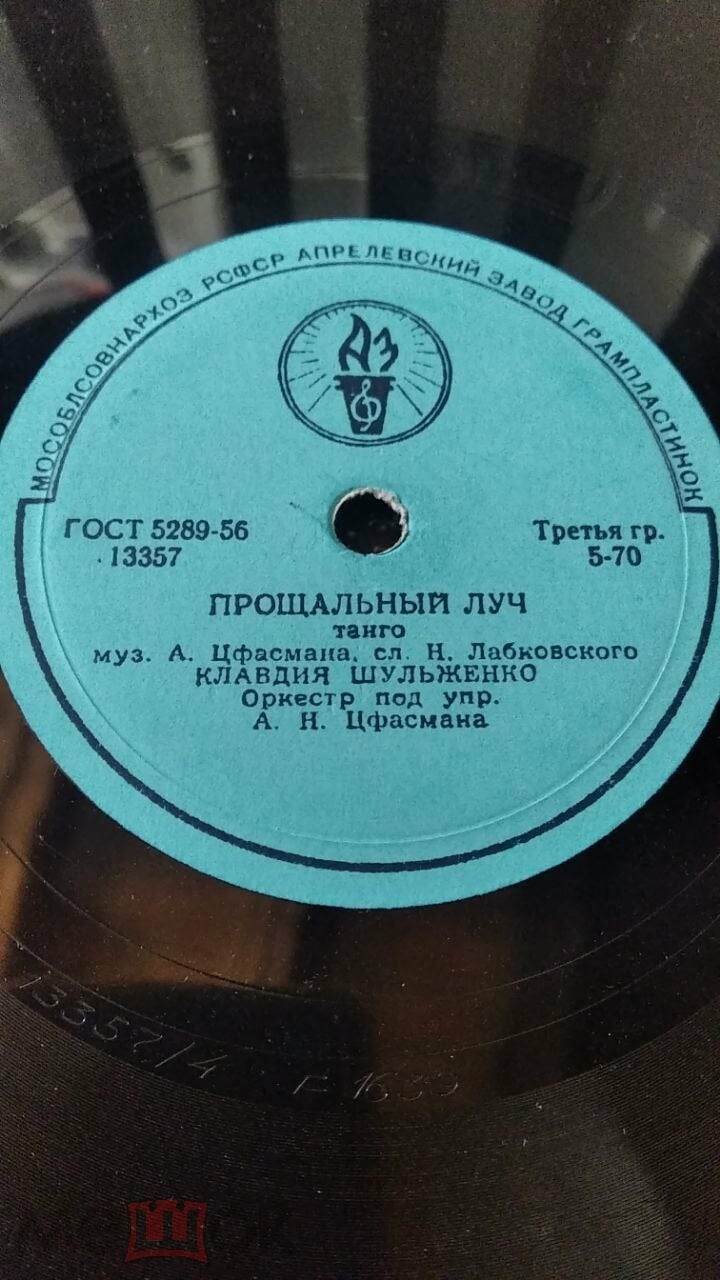 МОСОБЛСОВНАРХОЗ РСФСР АПРЕЛЕВСКИЙ ЗАВОД ГРАМПЛАСТИНОК
АЗ
ГОСТ 5289-56
13357
Третья гр.
5-70
ПРОЩАЛЬНЫЙ ЛУЧ
танго
муз. А. Цфасмана, сл. Н. Лабковского
КЛАВДИЯ ШУЛЬЖЕНКО
Оркестр под упр.
А. Н. Цфасмана
13357/4